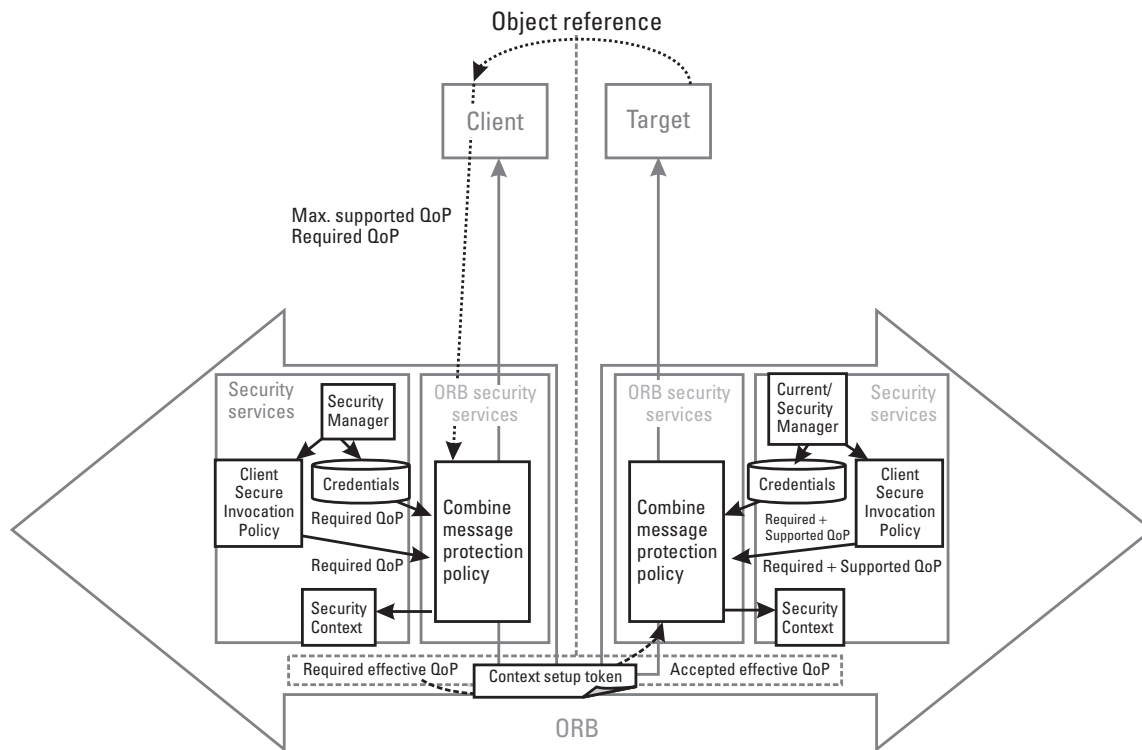 Object reference
Client
Target
Max. supported QoP
Required QoP
Security
services
Security
Manager
ORB security
services
ORB security
services
Current/
Security
Manager
Security
services
Client
Secure
Invocation
Policy
Credentials
Required QoP
Required QoP
Combine
message
protection
policy
Security
Context
Combine
message
protection
policy
Credentials
Required +
Supported QoP
Required + Supported QoP
Client
Secure
Invocation
Policy
Security
Context
Required effective QoP
Context setup token
Accepted effective QoP
ORB